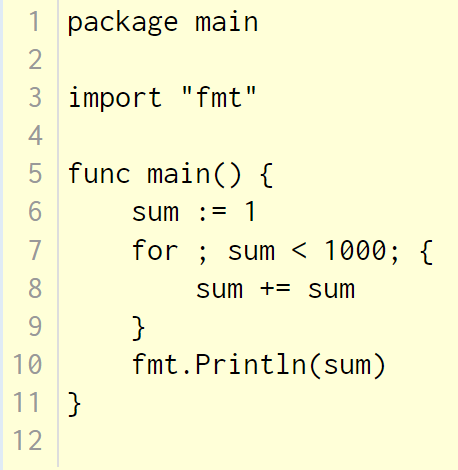 1 package main
2
3 import "fmt"
4
5 func main() {
6     sum := 1
7     for ; sum < 1000; {
8         sum += sum
9     }
10     fmt.Println(sum)
11 }
12